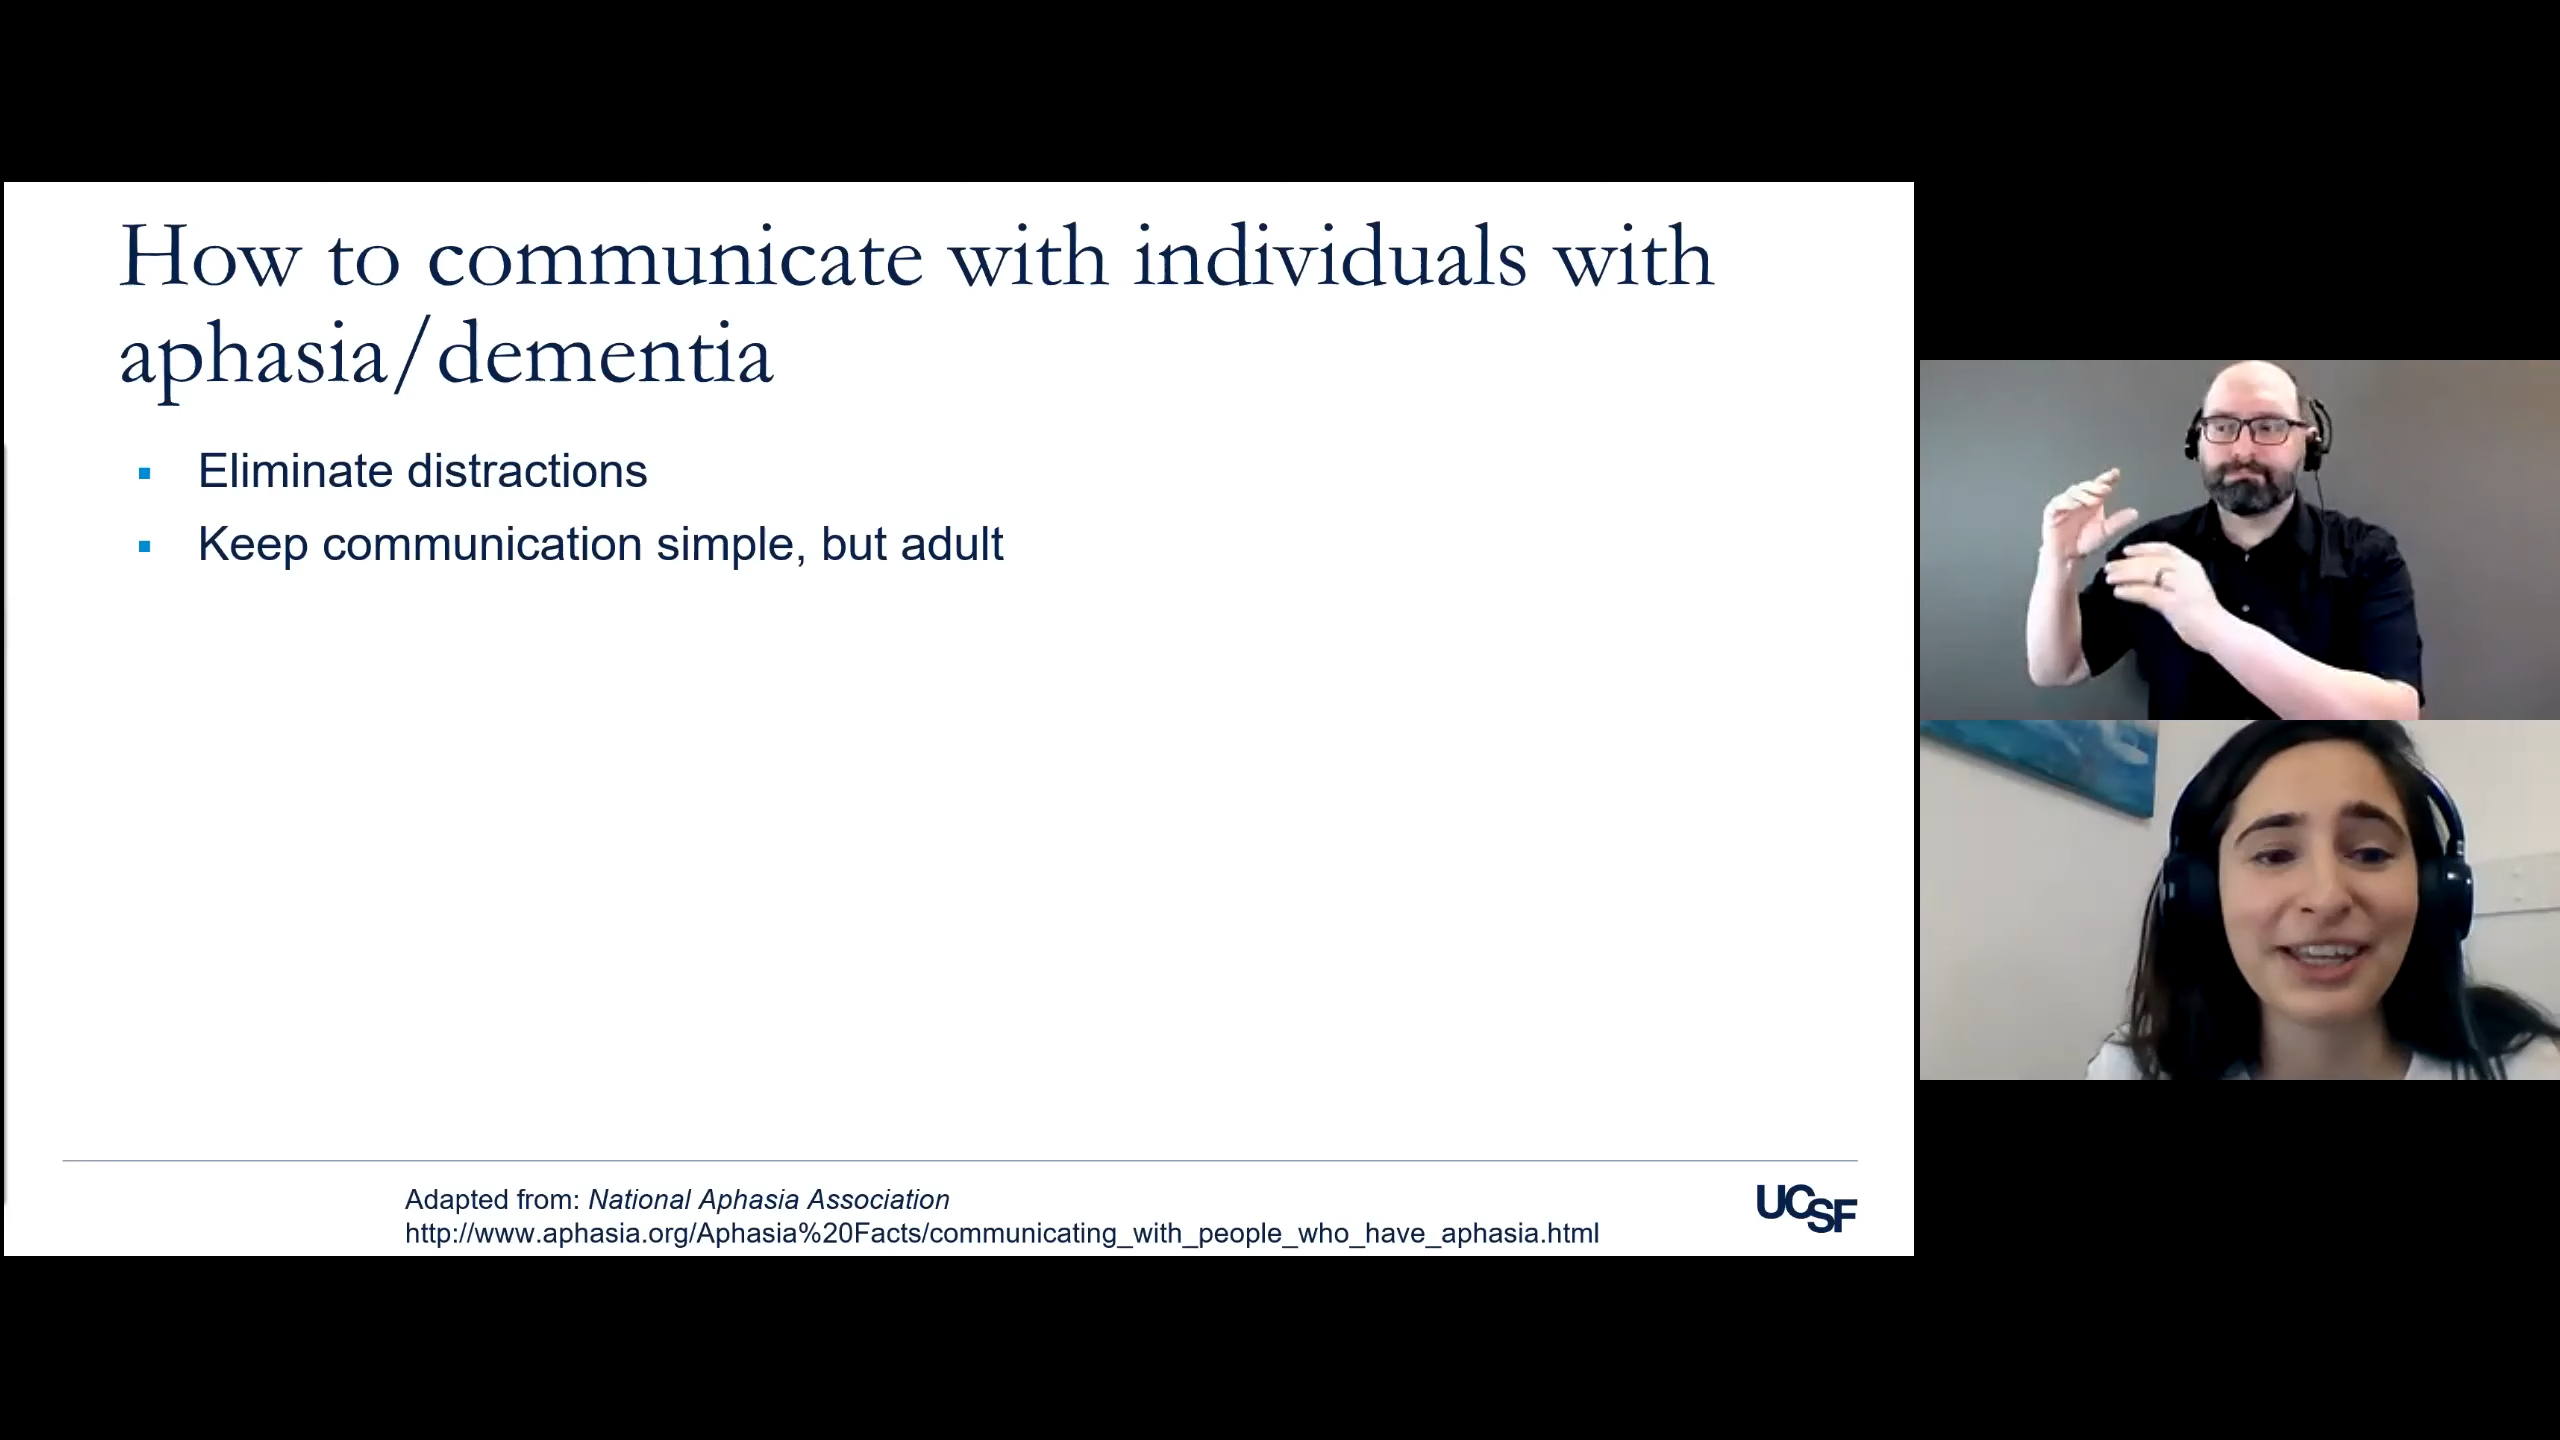 How to communicate with individuals with
aphasia/dementia
▪ Eliminate distractions
▪ Keep communication simple, but adult
Adapted from: National Aphasia Association
http://www.aphasia.org/Aphasia%20Facts/communicating_with_people_who_have_aphasia.html
UCSF